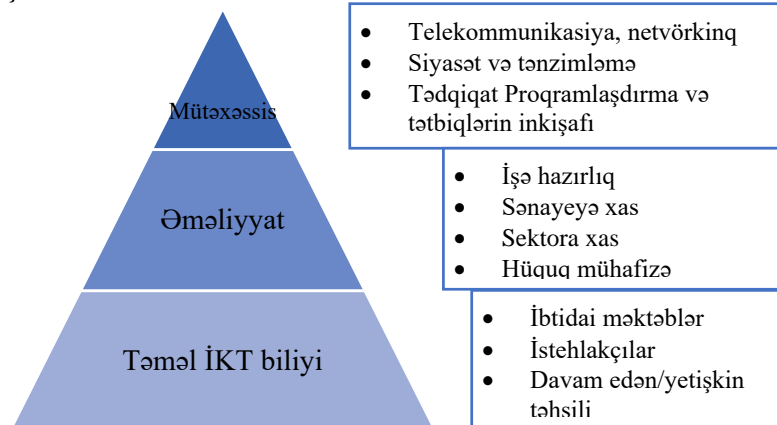 Mütəxəssis
• Telekommunikasiya, netvörkinq
• Siyasət və tənzimləmə
• Tədqiqat Proqramlaşdırma və
tətbiqlərin inkişafı
Əməliyyat
• İşə hazırlıq
• Sənayeyə xas
• Sektora xas
• Hüquq mühafizə
Təməl İKT biliyi
• İbtidai məktəblər
• İstehlakçılar
• Davam edən/yetişkin
təhsili